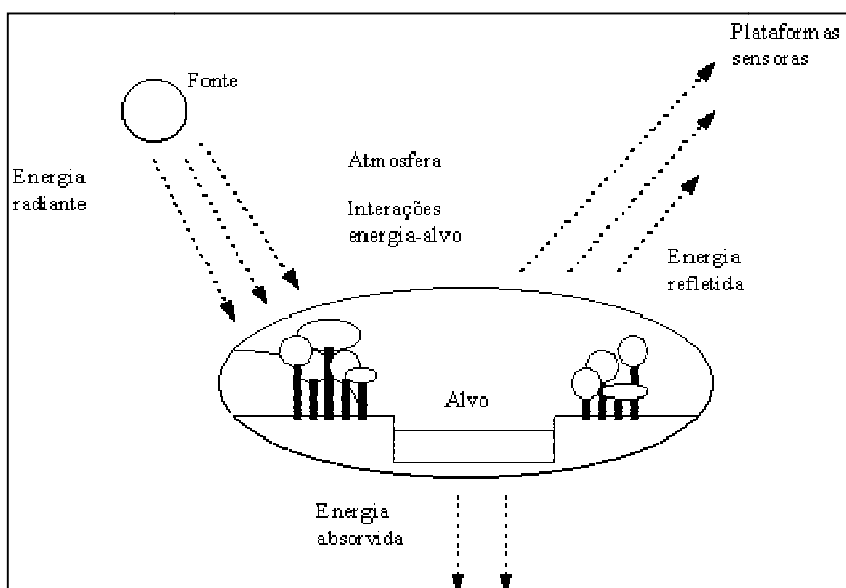 Plataformas
sensoras
Fonte
Energia
radiante
Atmosfera
Interações
energia-alvo
Energia
refletida
Alvo
Energia
absorvida